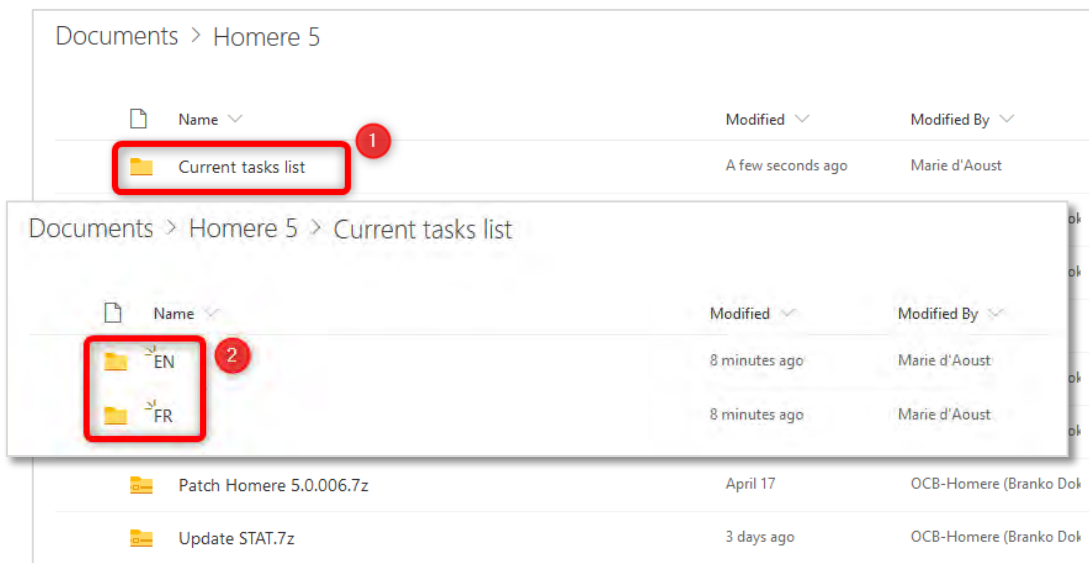 Documents > Homere 5
Name Modified Modified By
1
Current tasks list A few seconds ago Marie d'Aoust
Documents > Homere 5 > Current tasks list
Name Modified Modified By
EN 8 minutes ago Marie d'Aoust
2
FR 8 minutes ago Marie d'Aoust
Patch Homere 5.0.006.7z April 17 OCB-Homere (Branko Dok
Update STAT.7z 3 days ago OCB-Homere (Branko Dok